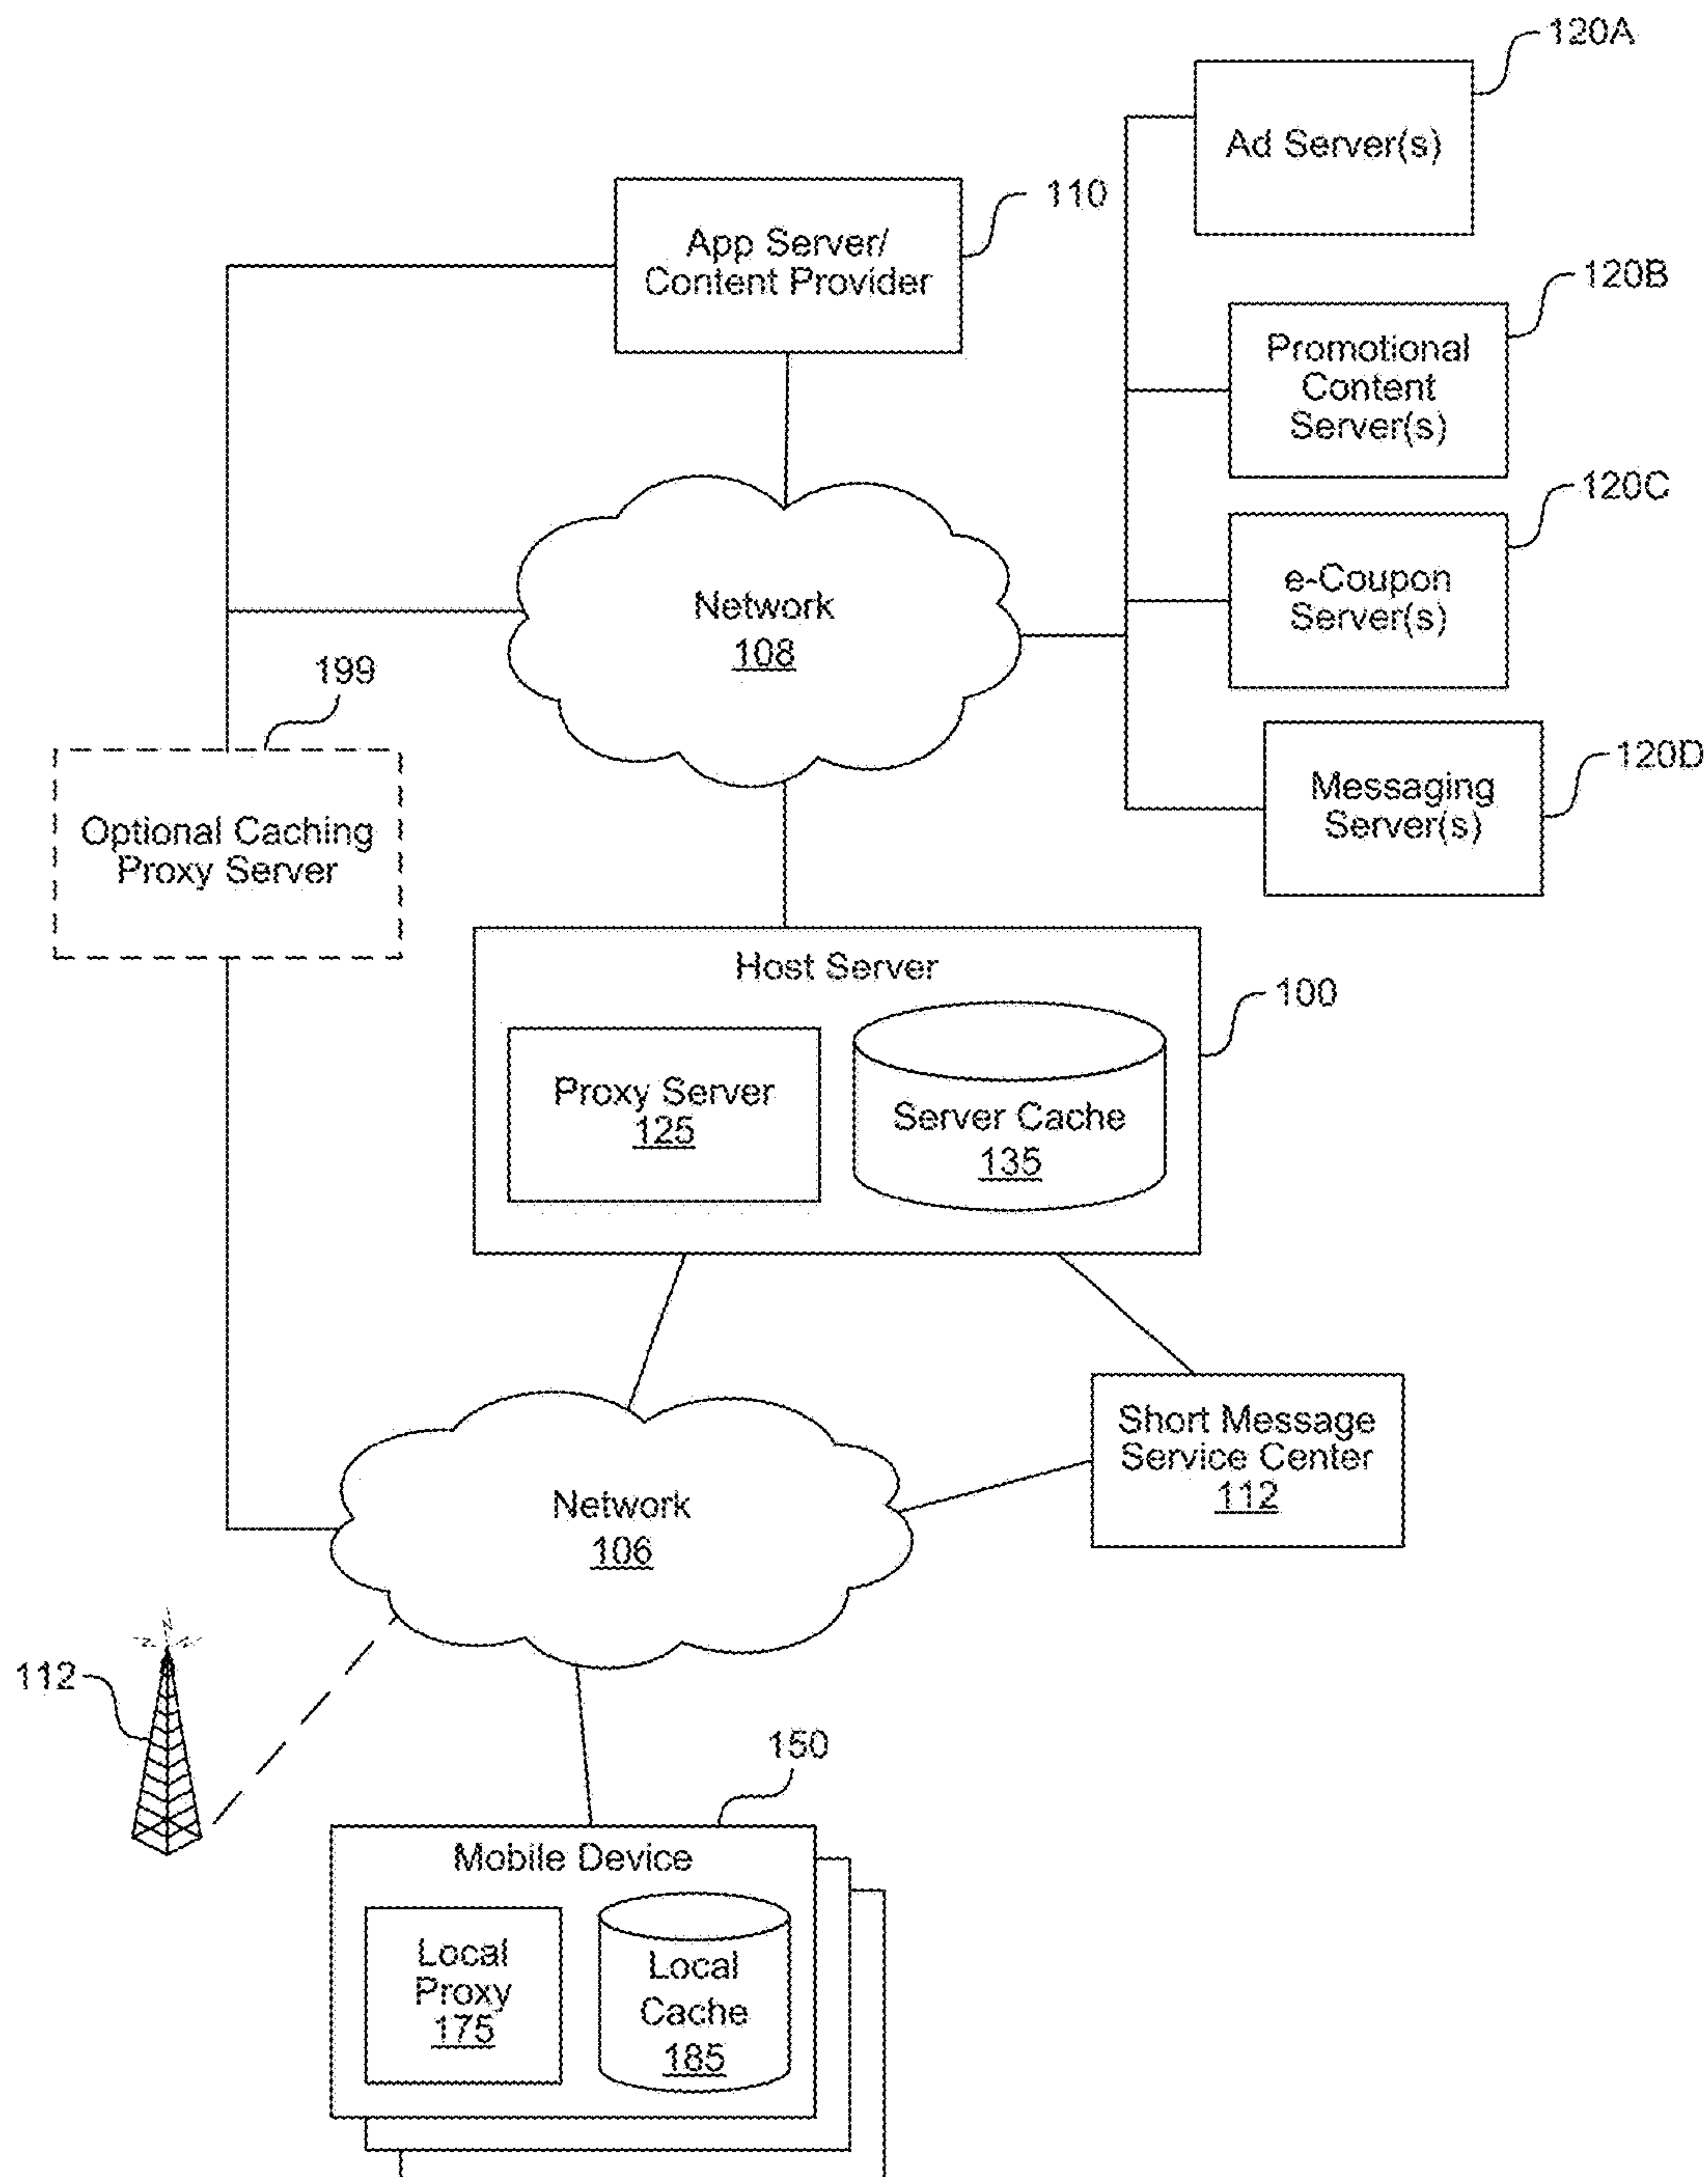 120A
Ad Server(s)
110
App Server/
Content Provider
120B
Promotional
Content
Server(s)
120C
e-Coupon
Server(s)
Network
108
199
120D
Messaging
Server(s)
Optional Caching
Proxy Server
Host Server
100
Proxy Server
125
Server Cache
135
Short Message
Service Center
112
Network
106
112
150
Mobile Device
Local
Proxy
175
Local
Cache
185